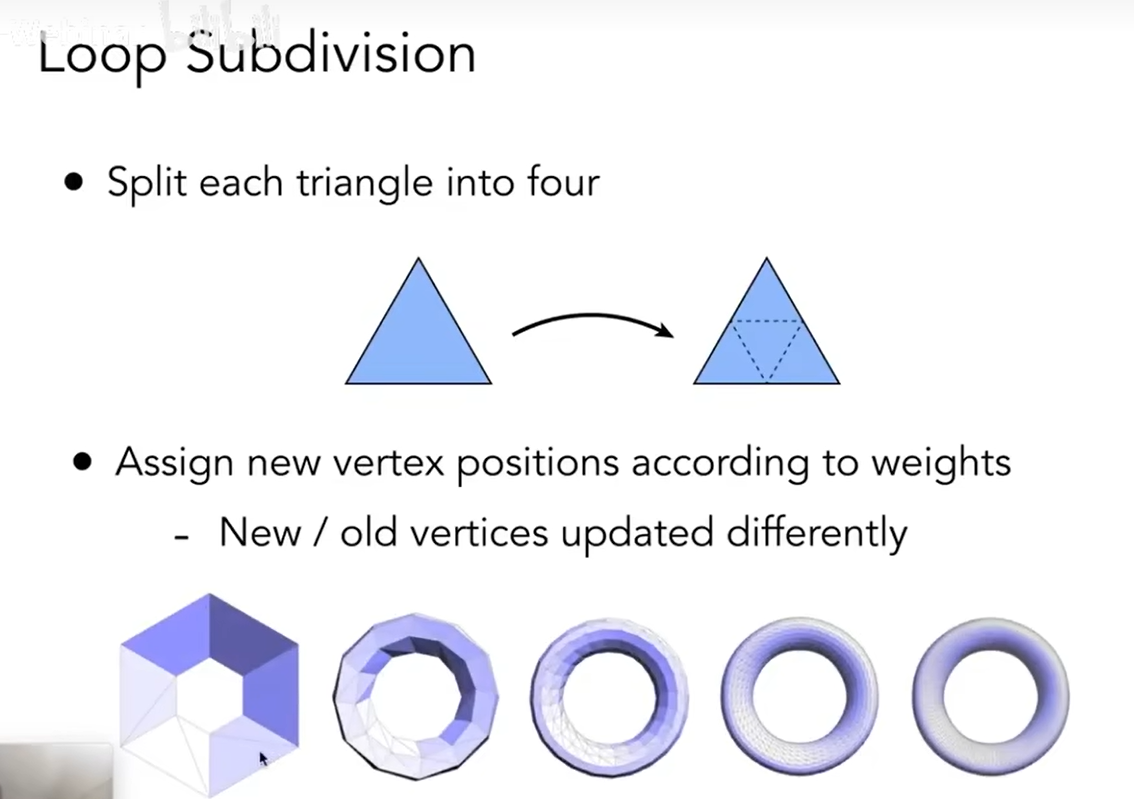 Loop Subdivision
● Split each triangle into four
● Assign new vertex positions according to weights
- New / old vertices updated differently